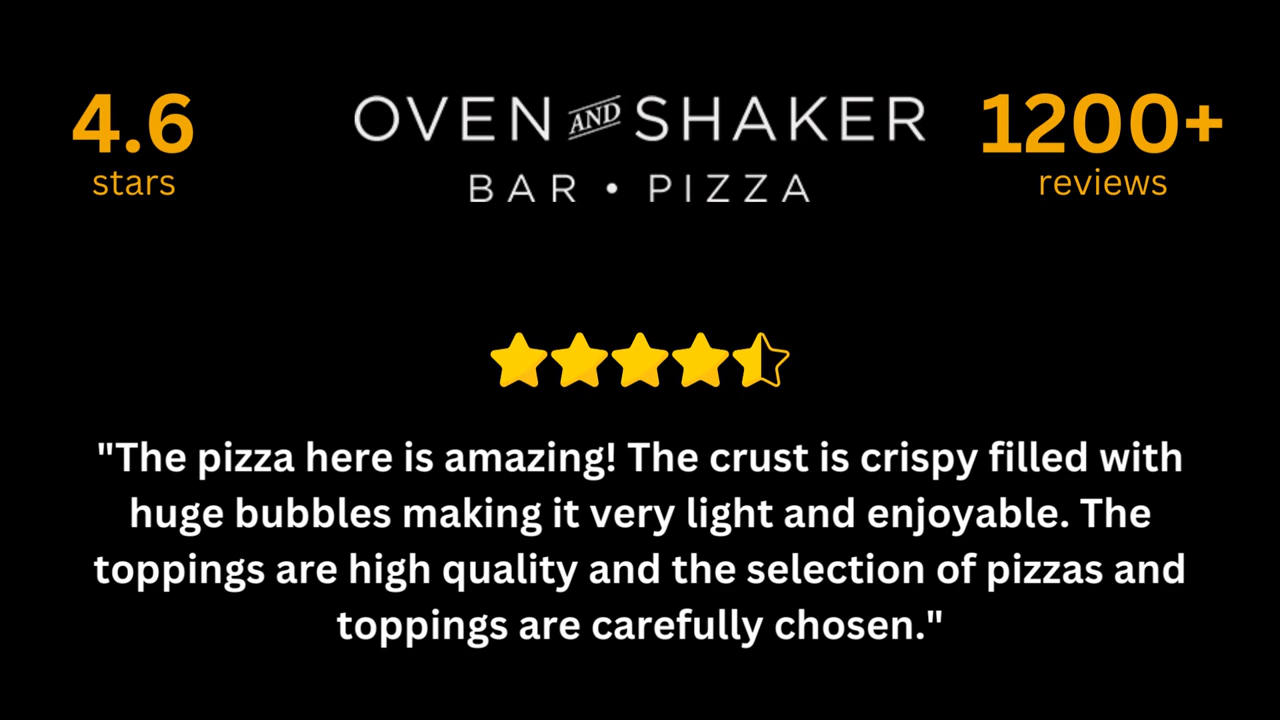 4.6
stars
OVEN AND SHAKER
BAR • PIZZA
1200+
reviews
"The pizza here is amazing! The crust is crispy filled with
huge bubbles making it very light and enjoyable. The
toppings are high quality and the selection of pizzas and
toppings are carefully chosen."